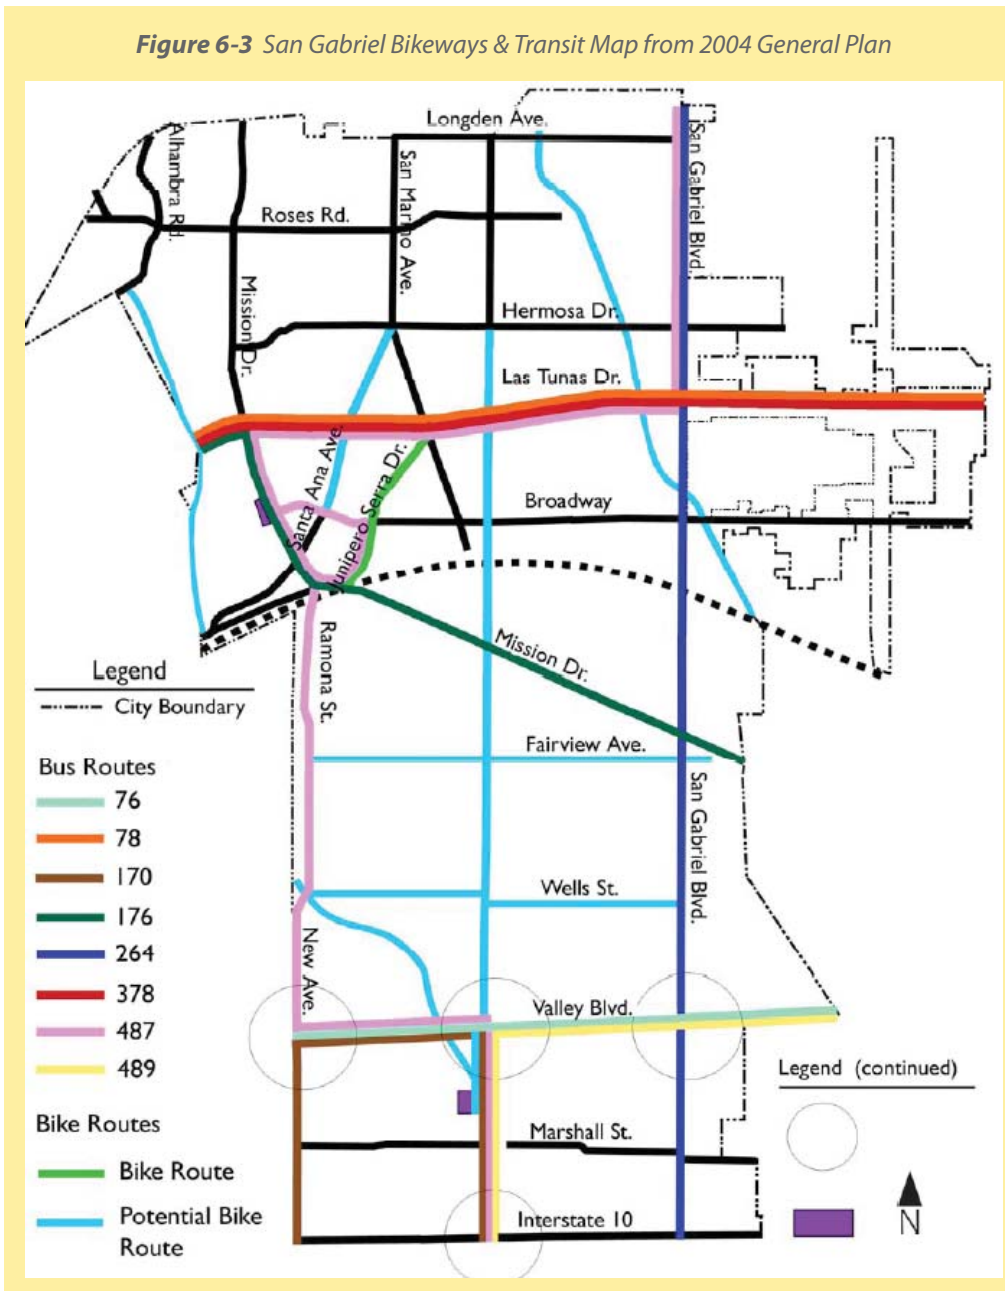 Figure 6-3 San Gabriel Bikeways & Transit Map from 2004 General Plan
Longden Ave.
Alhambra Rd.
San Marino Ave.
San Gabriel Blvd.
Roses Rd.
Mission Dr.
Hermosa Dr.
Las Tunas Dr.
Santa Ana Ave.
Junipero Serra Dr.
Broadway
Ramona St.
Mission Dr.
Fairview Ave.
San Gabriel Blvd.
Wells St.
New Ave.
Valley Blvd.
Marshall St.
Interstate 10
Legend
City Boundary
Bus Routes
76
78
170
176
264
378
487
489
Bike Routes
Bike Route
Potential Bike
Route
Legend (continued)
N